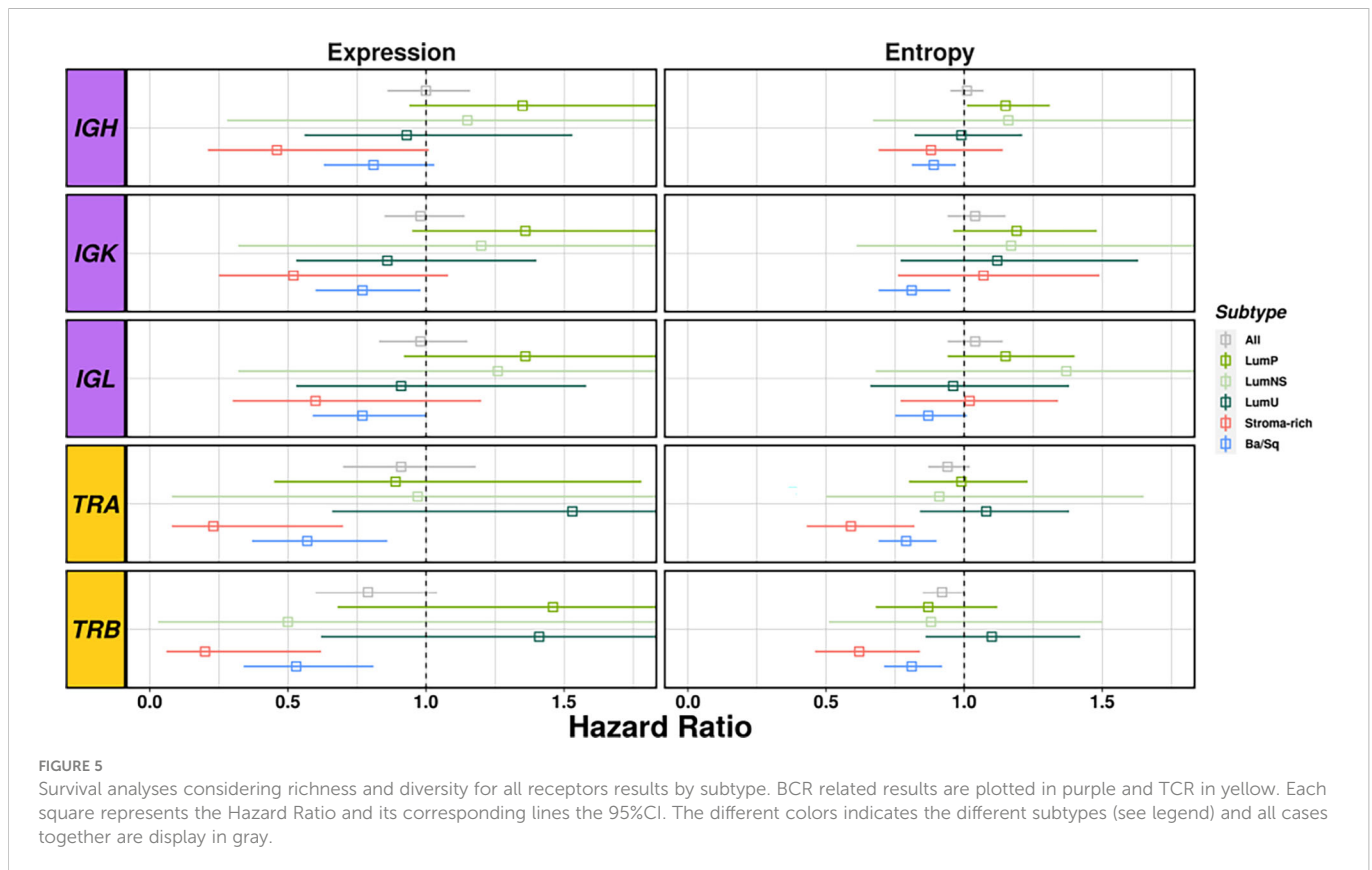 Expression Entropy
IGH
IGK
IGL
TRA
TRB
Subtype
All
LumP
LumNS
LumU
Stroma-rich
Ba/Sq
0.0 0.5 1.0 1.5 0.0 0.5 1.0 1.5
Hazard Ratio
FIGURE 5
Survival analyses considering richness and diversity for all receptors results by subtype. BCR related results are plotted in purple and TCR in yellow. Each
square represents the Hazard Ratio and its corresponding lines the 95%CI. The different colors indicates the different subtypes (see legend) and all cases
together are display in gray.